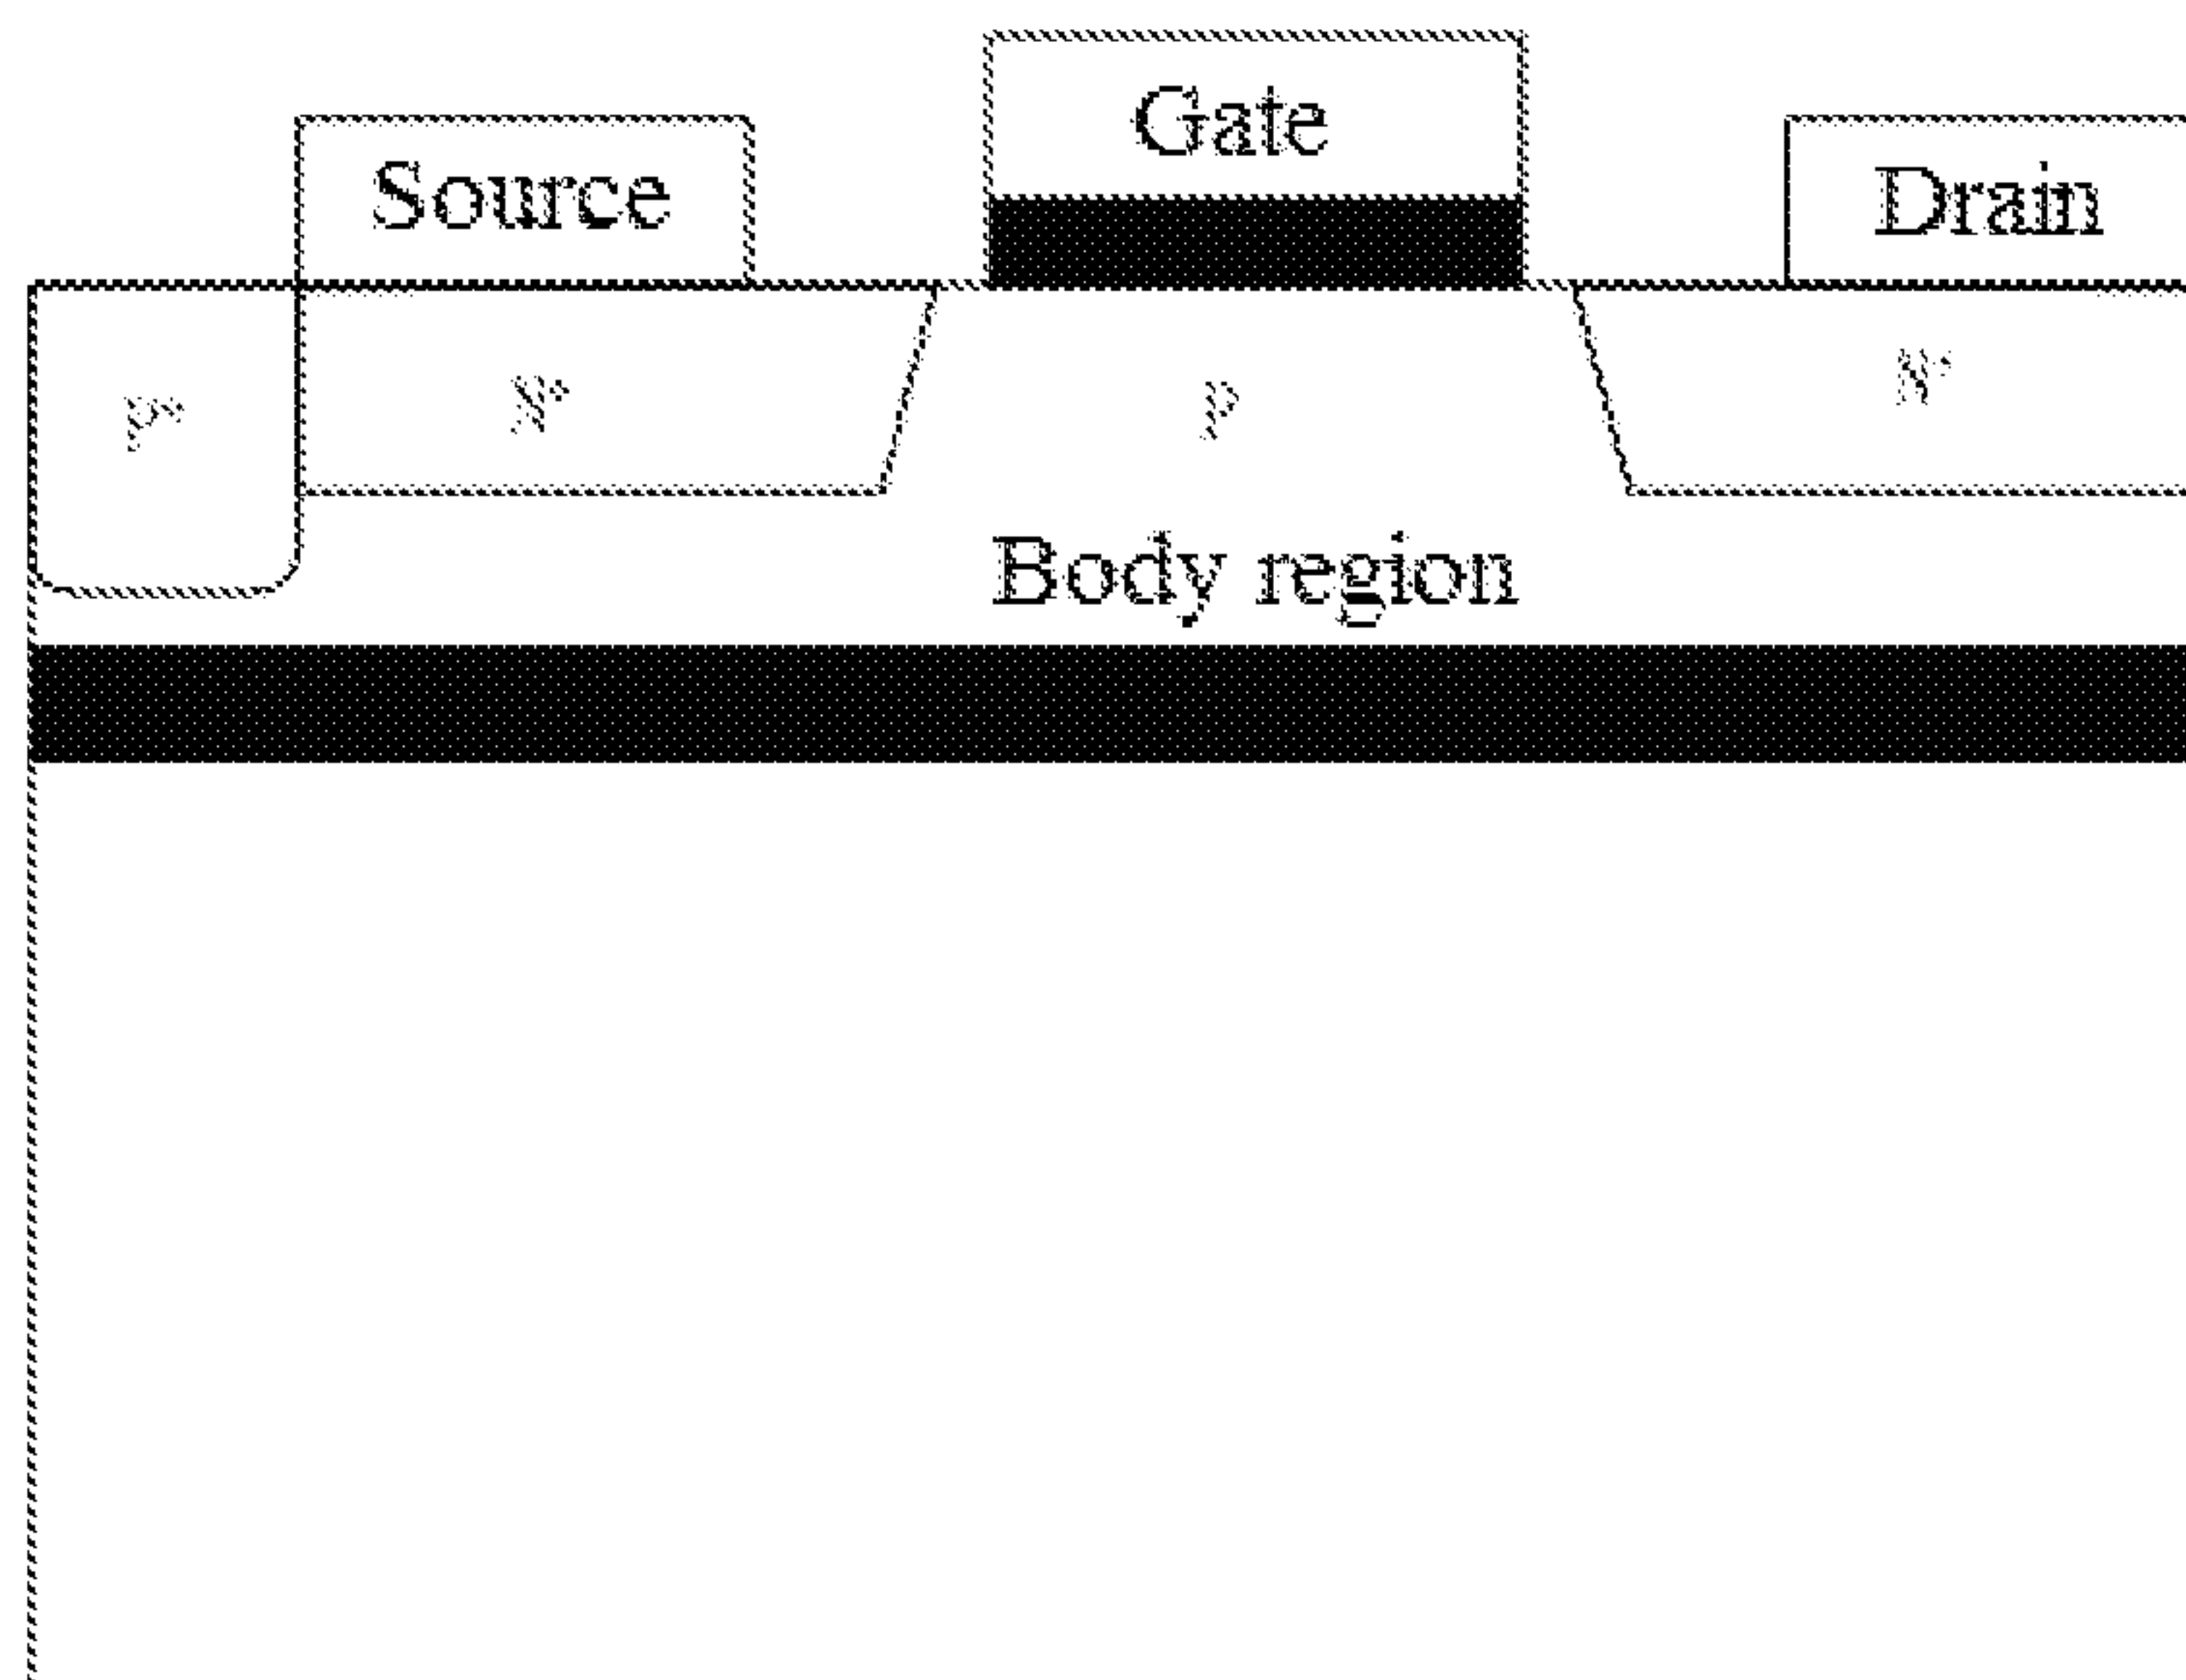 Gate
Source
Drain
P+
N+
P
N+
Body region